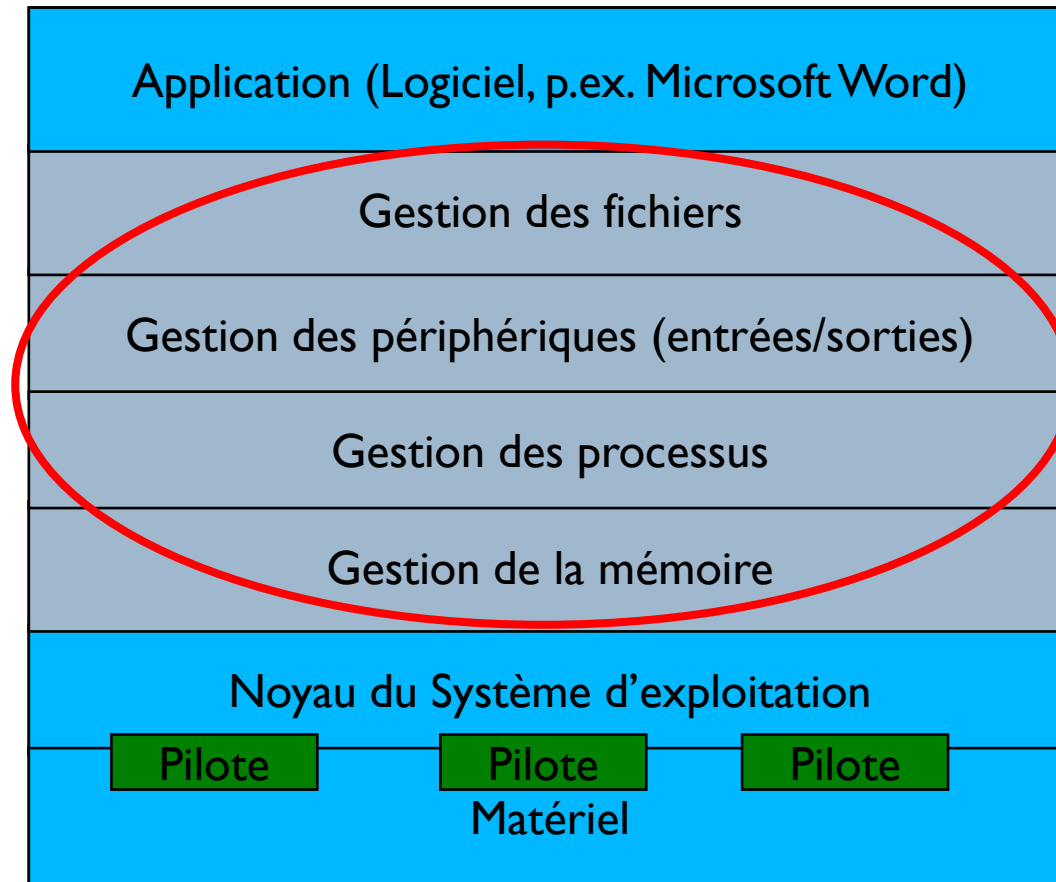 Application (Logiciel, p.ex. Microsoft Word)
Gestion des fichiers
Gestion des périphériques (entrées/sorties)
Gestion des processus
Gestion de la mémoire
Noyau du Système d’exploitation
Pilote Pilote Pilote
Matériel